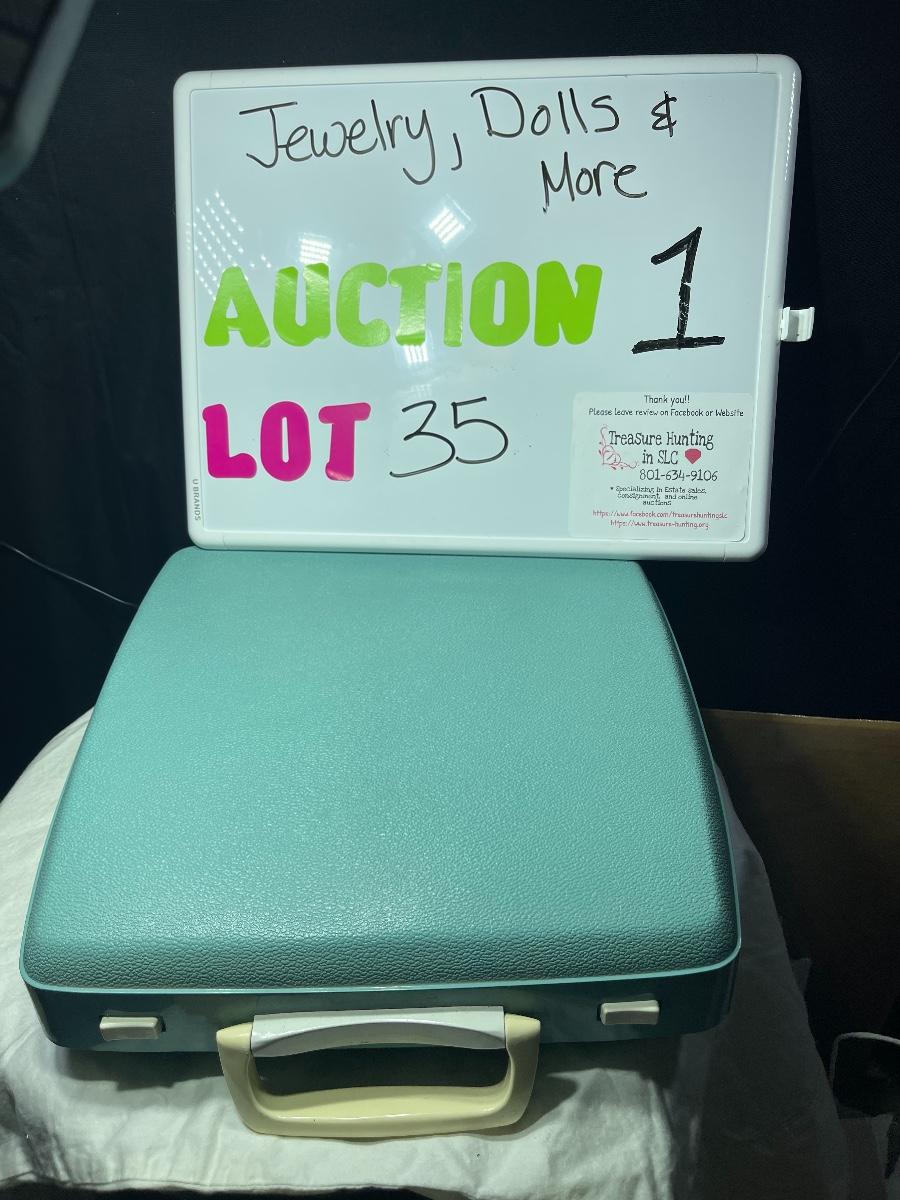 Jewelry, Dolls &
More
AUCTION 1
LOT 35
Thank you!!
Please leave review on Facebook or Website
Treasure Hunting
in SLC
801-634-9106
* Specializing in Estate sales,
consignment, and online
auctions
https://www.facebook.com/treasurehuntingslc
https://www.treasure-hunting.org
U BRANDS